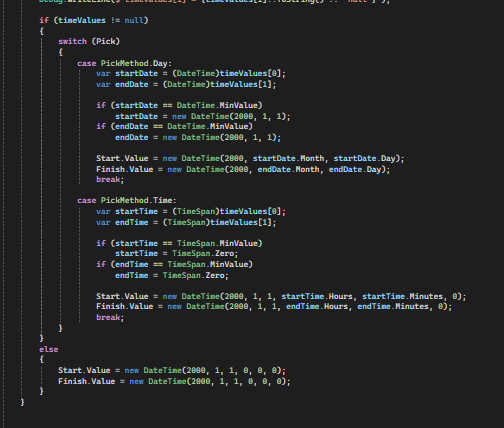 if (timeValues != null)
{
switch (Pick)
{
case PickMethod.Day:
var startDate = (DateTime)timeValues[0];
var endDate = (DateTime)timeValues[1];
if (startDate == DateTime.MinValue)
startDate = new DateTime(2000, 1, 1);
if (endDate == DateTime.MinValue)
endDate = new DateTime(2000, 1, 1);
Start.Value = new DateTime(2000, startDate.Month, startDate.Day);
Finish.Value = new DateTime(2000, endDate.Month, endDate.Day);
break;
case PickMethod.Time:
var startTime = (TimeSpan)timeValues[0];
var endTime = (TimeSpan)timeValues[1];
if (startTime == TimeSpan.MinValue)
startTime = TimeSpan.Zero;
if (endTime == TimeSpan.MinValue)
endTime = TimeSpan.Zero;
Start.Value = new DateTime(2000, 1, 1, startTime.Hours, startTime.Minutes, 0);
Finish.Value = new DateTime(2000, 1, 1, endTime.Hours, endTime.Minutes, 0);
break;
}
}
else
{
Start.Value = new DateTime(2000, 1, 1, 0, 0, 0);
Finish.Value = new DateTime(2000, 1, 1, 0, 0, 0);
}
}